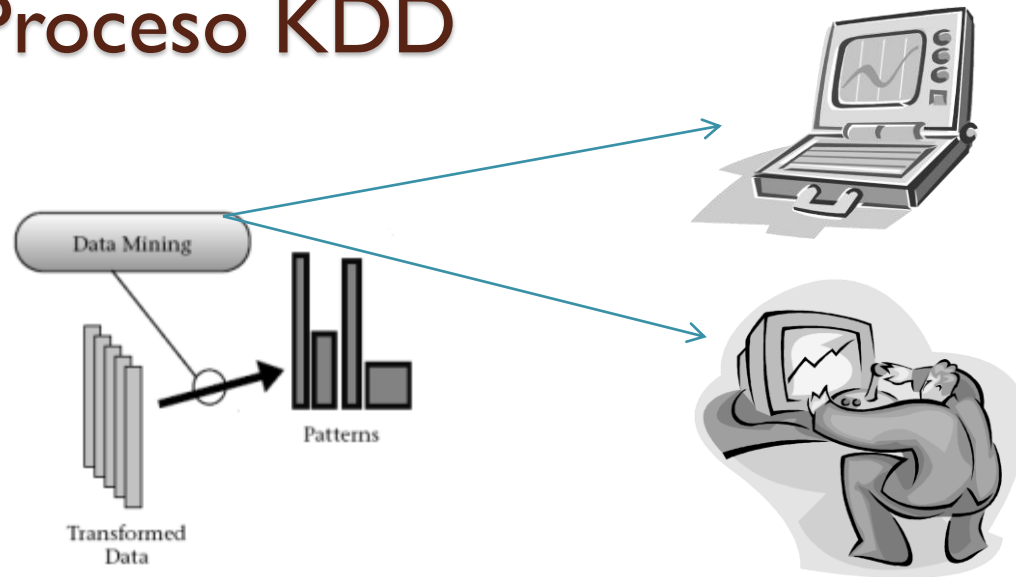 Proceso KDD
Data Mining
Patterns
Transformed
Data